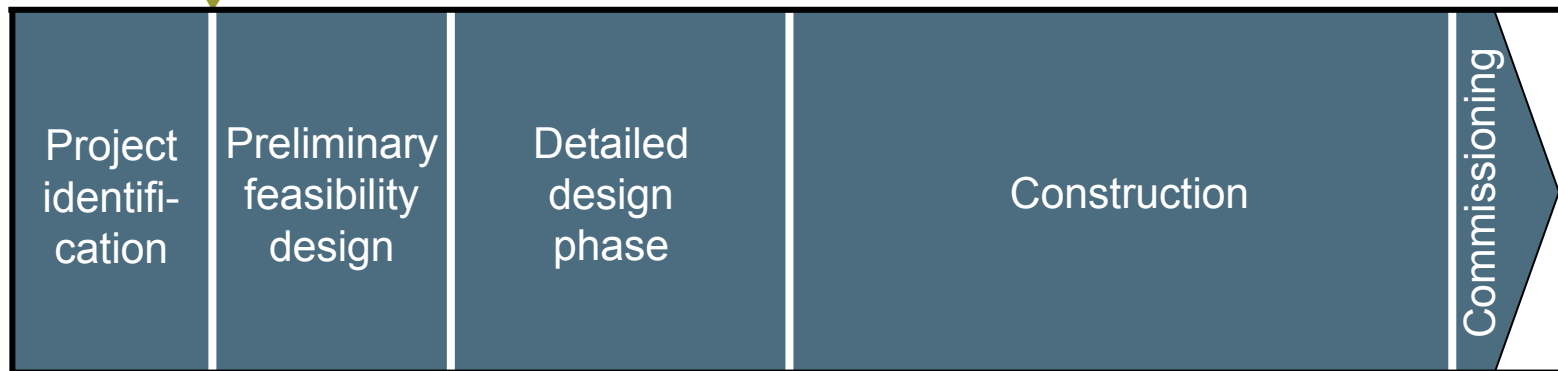 Project
identifi-
cation
Preliminary
feasibility
design
Detailed
design
phase
Construction
Commissioning